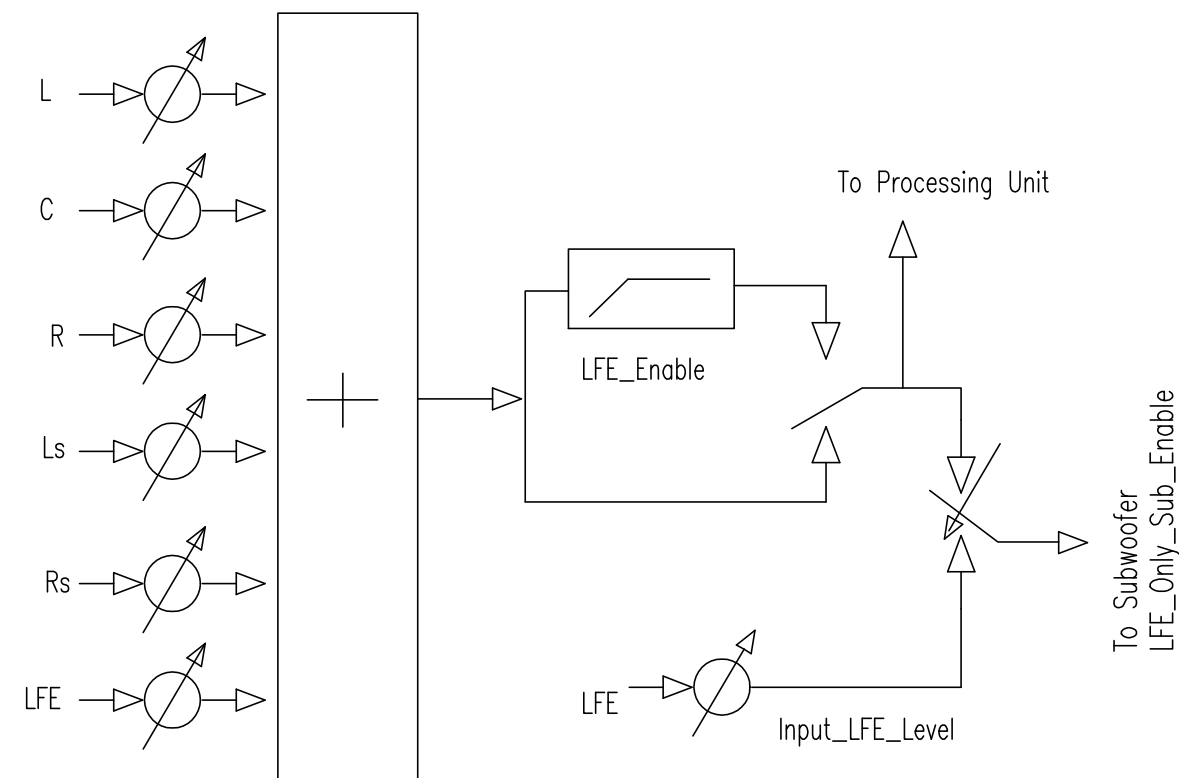 L
C
R
Ls
Rs
LFE
+
To Processing Unit
LFE_Enable
LFE
Input_LFE_Level
To Subwoofer
LFE_Only_Sub_Enable